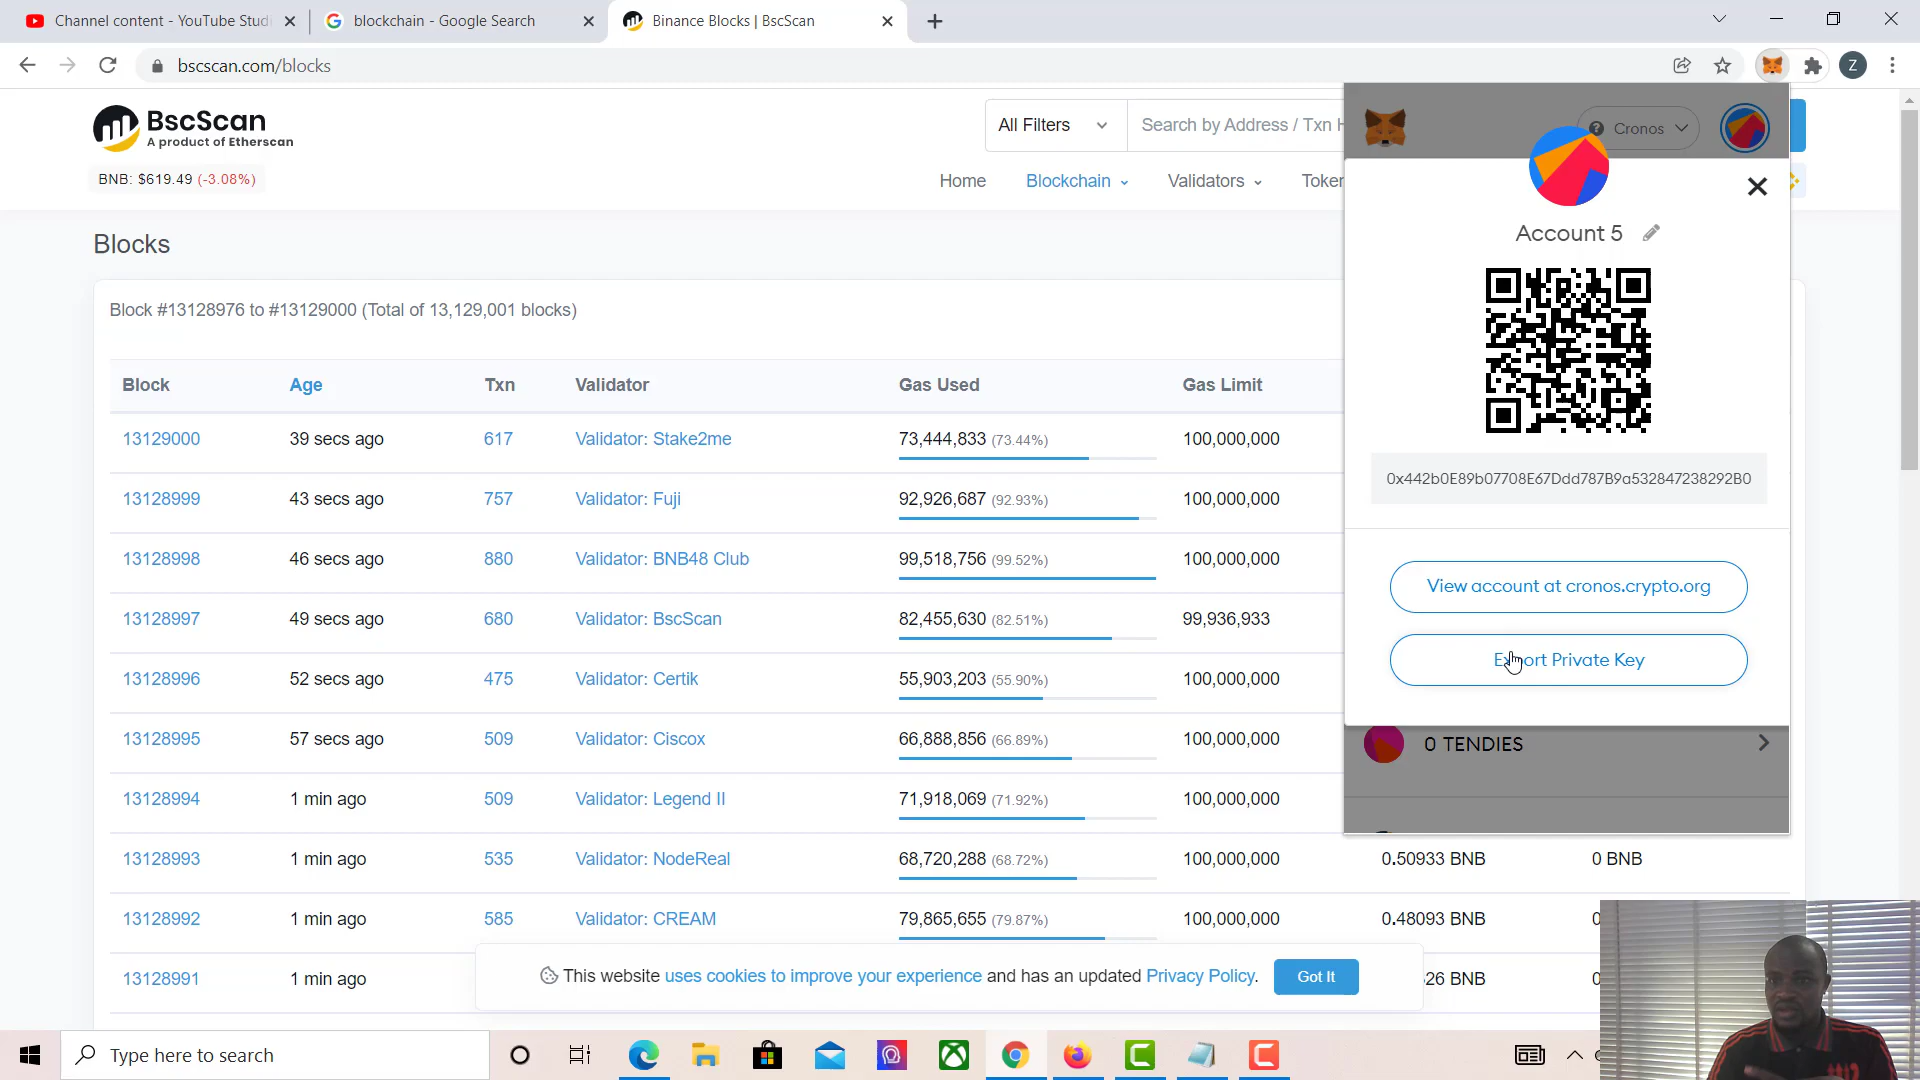 Channel content - YouTube Studi
blockchain - Google Search
Binance Blocks | BscScan
bscscan.com/blocks
Z
BscScan
A product of Etherscan
All Filters
Search by Address / Txn H
BNB: $619.49 (-3.08%)
Home
Blockchain
Validators
Token
Cronos
Account 5
0x442b0E89b07708E67Ddd787B9a532847238292B0
View account at cronos.crypto.org
Export Private Key
0 TENDIES
Blocks
Block #13128976 to #13129000 (Total of 13,129,001 blocks)
Block Age Txn Validator Gas Used Gas Limit
13129000 39 secs ago 617 Validator: Stake2me 73,444,833 (73.44%) 100,000,000
13128999 43 secs ago 757 Validator: Fuji 92,926,687 (92.93%) 100,000,000
13128998 46 secs ago 880 Validator: BNB48 Club 99,518,756 (99.52%) 100,000,000
13128997 49 secs ago 680 Validator: BscScan 82,455,630 (82.51%) 99,936,933
13128996 52 secs ago 475 Validator: Certik 55,903,203 (55.90%) 100,000,000
13128995 57 secs ago 509 Validator: Ciscox 66,888,856 (66.89%) 100,000,000
13128994 1 min ago 509 Validator: Legend II 71,918,069 (71.92%) 100,000,000
13128993 1 min ago 535 Validator: NodeReal 68,720,288 (68.72%) 100,000,000 0.50933 BNB 0 BNB
13128992 1 min ago 585 Validator: CREAM 79,865,655 (79.87%) 100,000,000 0.48093 BNB 0
13128991 1 min ago 26 BNB 0
This website uses cookies to improve your experience and has an updated Privacy Policy.
Got It
Type here to search